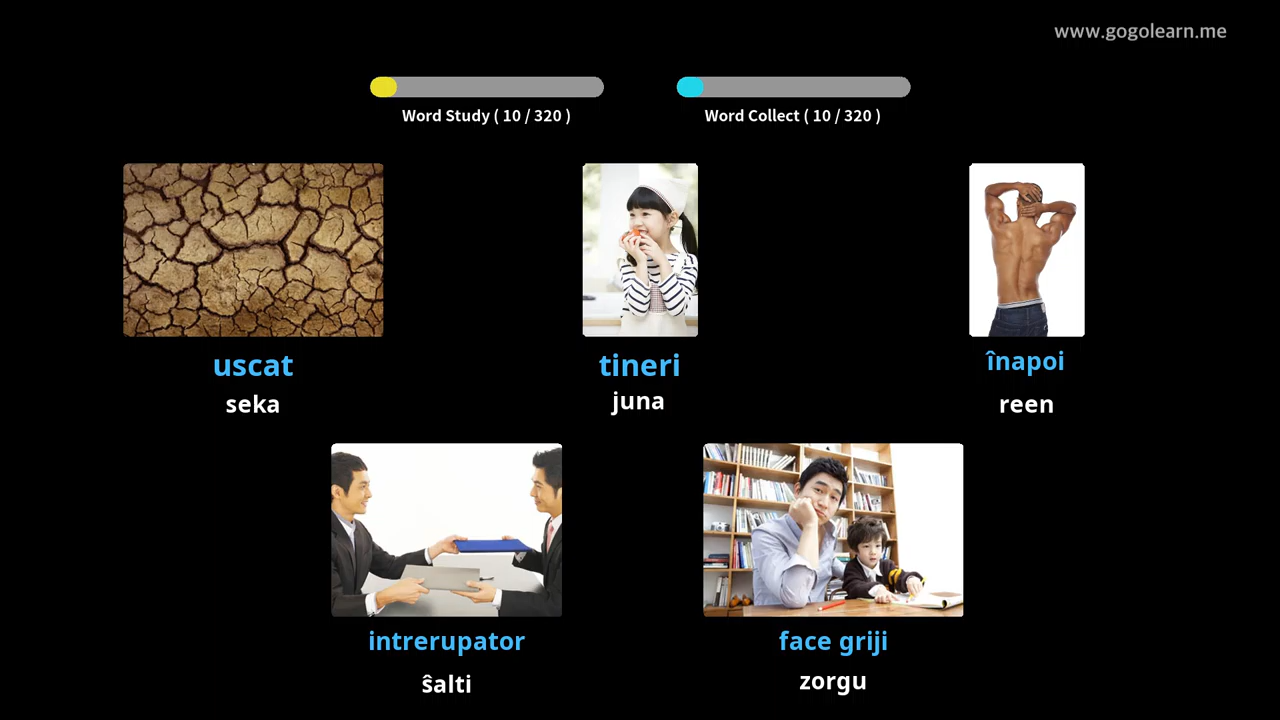 www.gogolearn.me
Word Study ( 10 / 320 )
Word Collect ( 10 / 320 )
uscat
seka
tineri
juna
înapoi
reen
intrerupator
ŝalti
face griji
zorgu